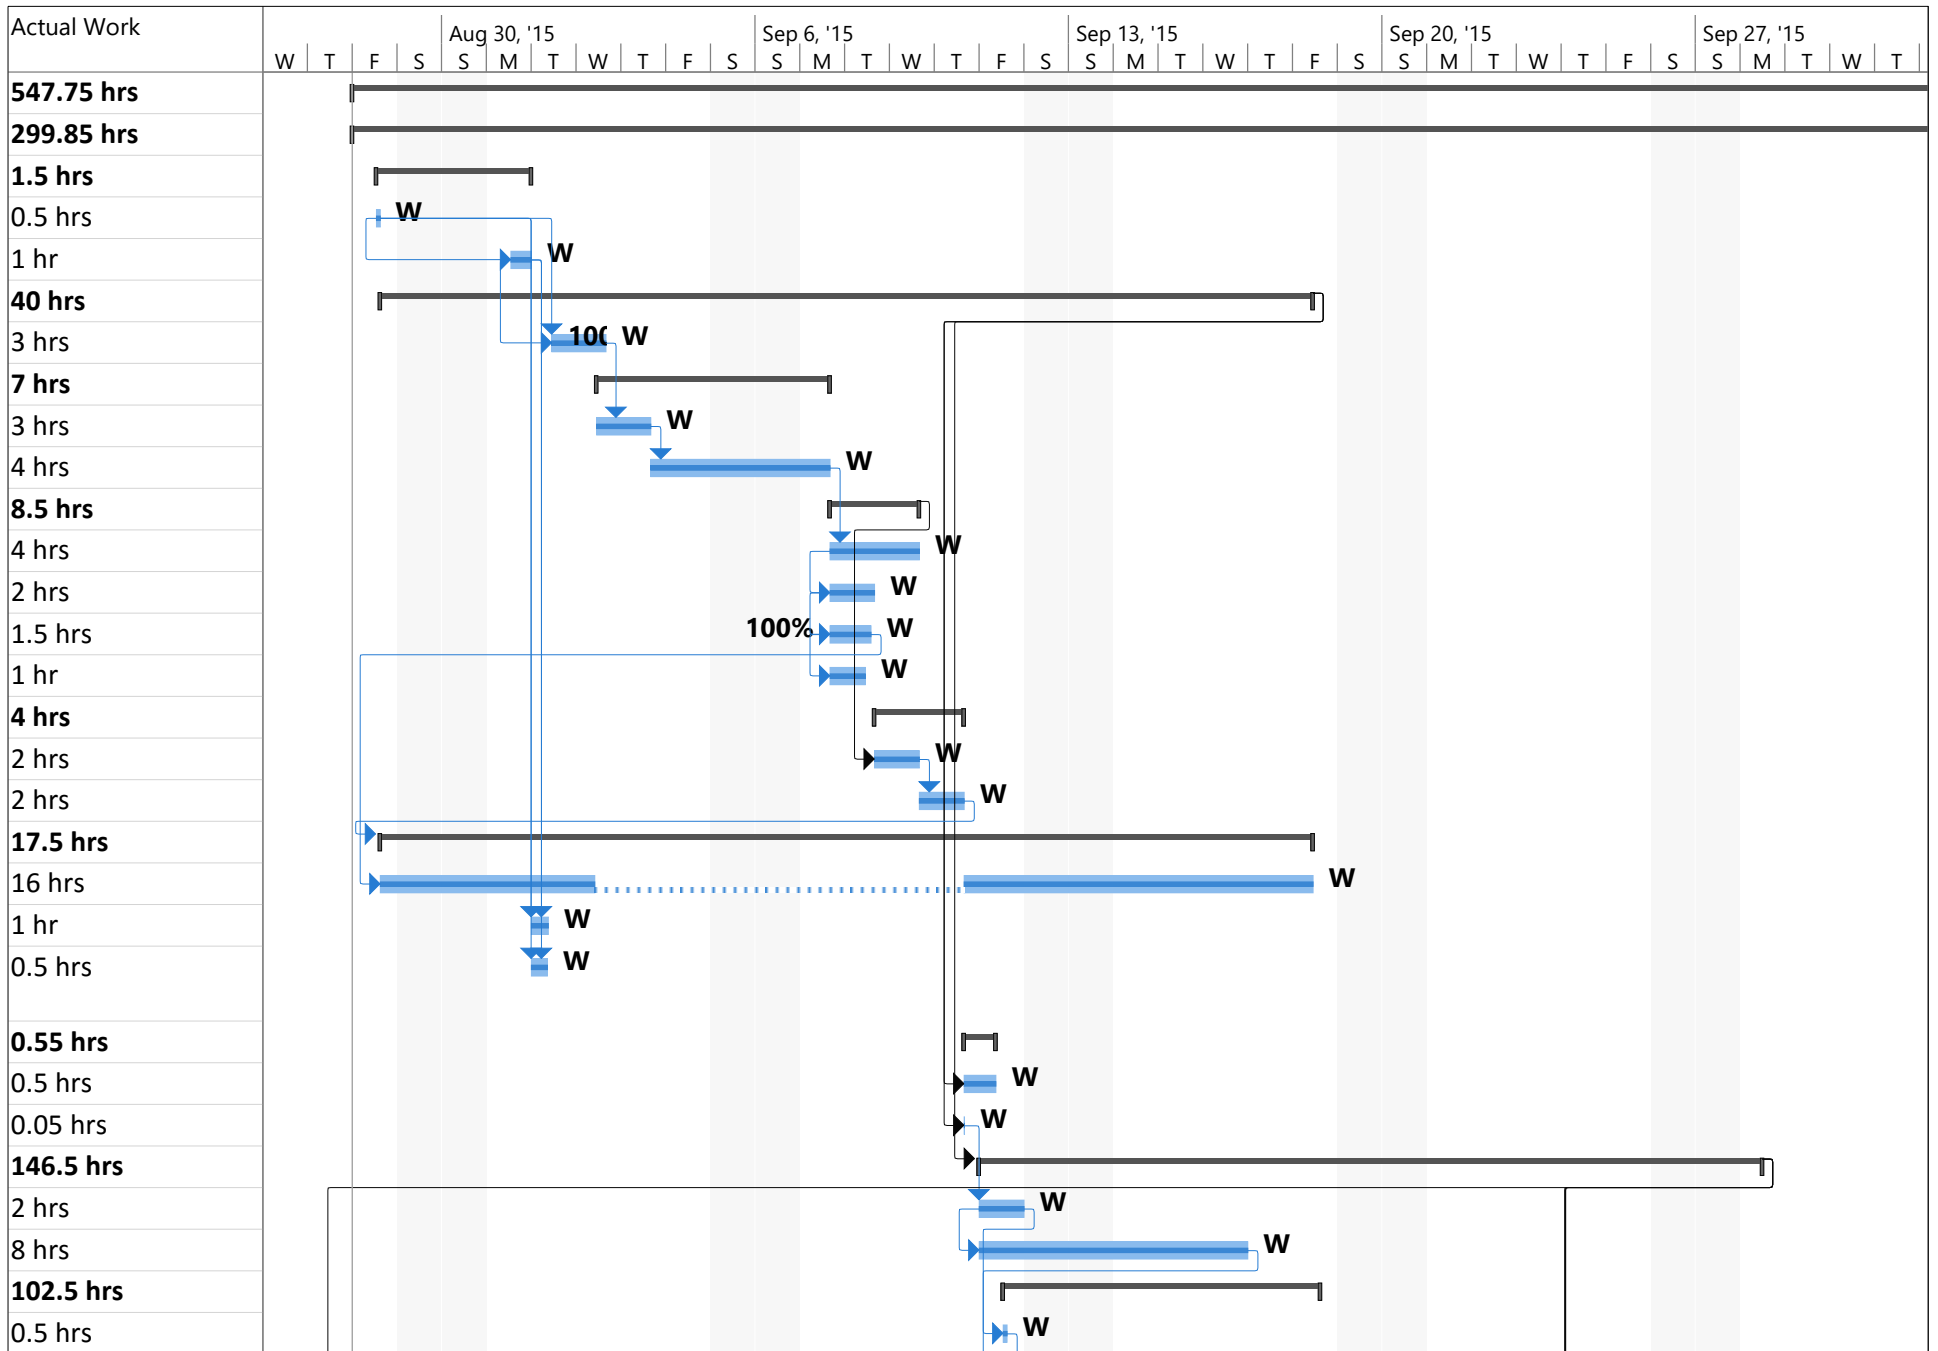 Actual Work
Aug 30, '15 Sep 6, '15 Sep 13, '15 Sep 20, '15 Sep 27, '15
W T F S S M T W T F S S M T W T F S S M T W T F S S M T W T F S S M T W T
547.75 hrs
299.85 hrs
1.5 hrs
0.5 hrs W
1 hr W
40 hrs
3 hrs 100 W
7 hrs
3 hrs W
4 hrs W
8.5 hrs
4 hrs W
2 hrs W
1.5 hrs 100% W
1 hr W
4 hrs
2 hrs W
2 hrs W
17.5 hrs
16 hrs W
1 hr W
0.5 hrs W
0.55 hrs
0.5 hrs W
0.05 hrs W
146.5 hrs
2 hrs W
8 hrs W
102.5 hrs
0.5 hrs W